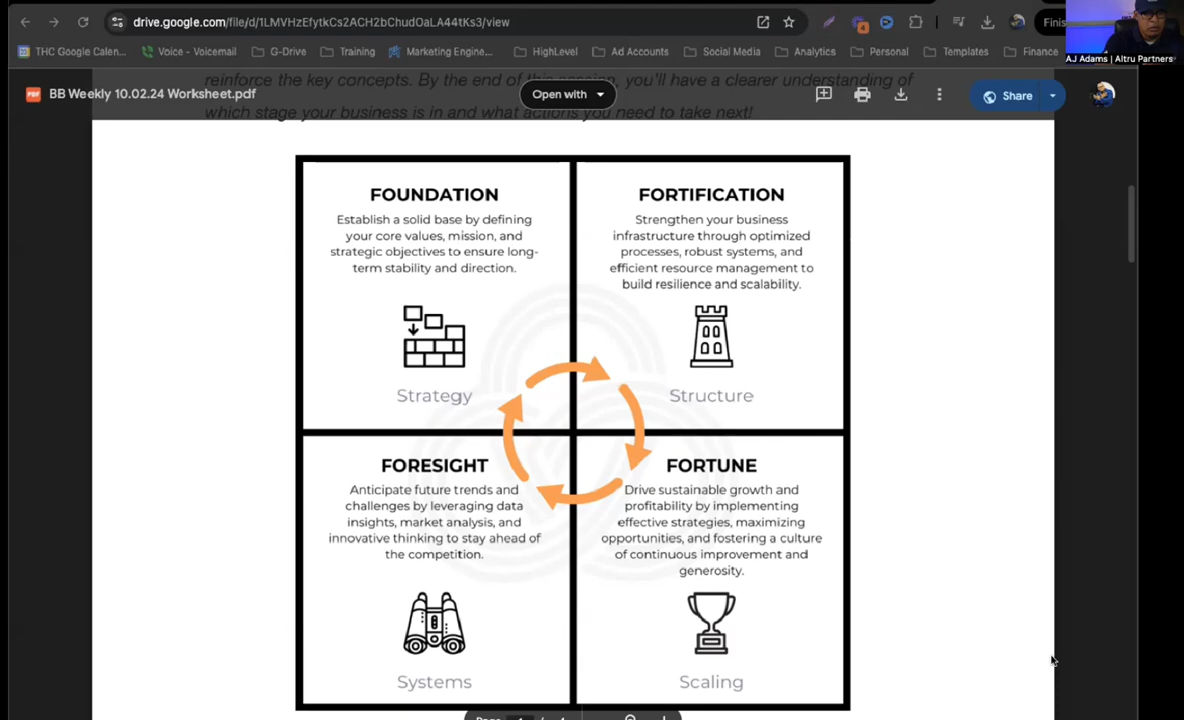 drive.google.com/file/d/1LMVHzEfytkCs2ACH2bChudOaLA44tKs3/view
4
Finis
THC Google Calen...
Voice - Voicemail
G-Drive
Training
Marketing Engine...
HighLevel
Ad Accounts
Social Media
Analytics
Personal
Templates
Finance
AJ Adams | Altru Partners
reinforce the key concepts. By the end of this session, you'll have a clearer understanding of
PDF
BB Weekly 10.02.24 Worksheet.pdf
Open with
Share
which stage your business is in and what actions you need to take next!
FOUNDATION
Establish a solid base by defining
your core values, mission, and
strategic objectives to ensure long-
term stability and direction.
Strategy
FORTIFICATION
Strengthen your business
infrastructure through optimized
processes, robust systems, and
efficient resource management to
build resilience and scalability.
Structure
FORESIGHT
Anticipate future trends and
challenges by leveraging data
insights, market analysis, and
innovative thinking to stay ahead of
the competition.
Systems
FORTUNE
Drive sustainable growth and
profitability by implementing
effective strategies, maximizing
opportunities, and fostering a culture
of continuous improvement and
generosity.
Scaling
Page